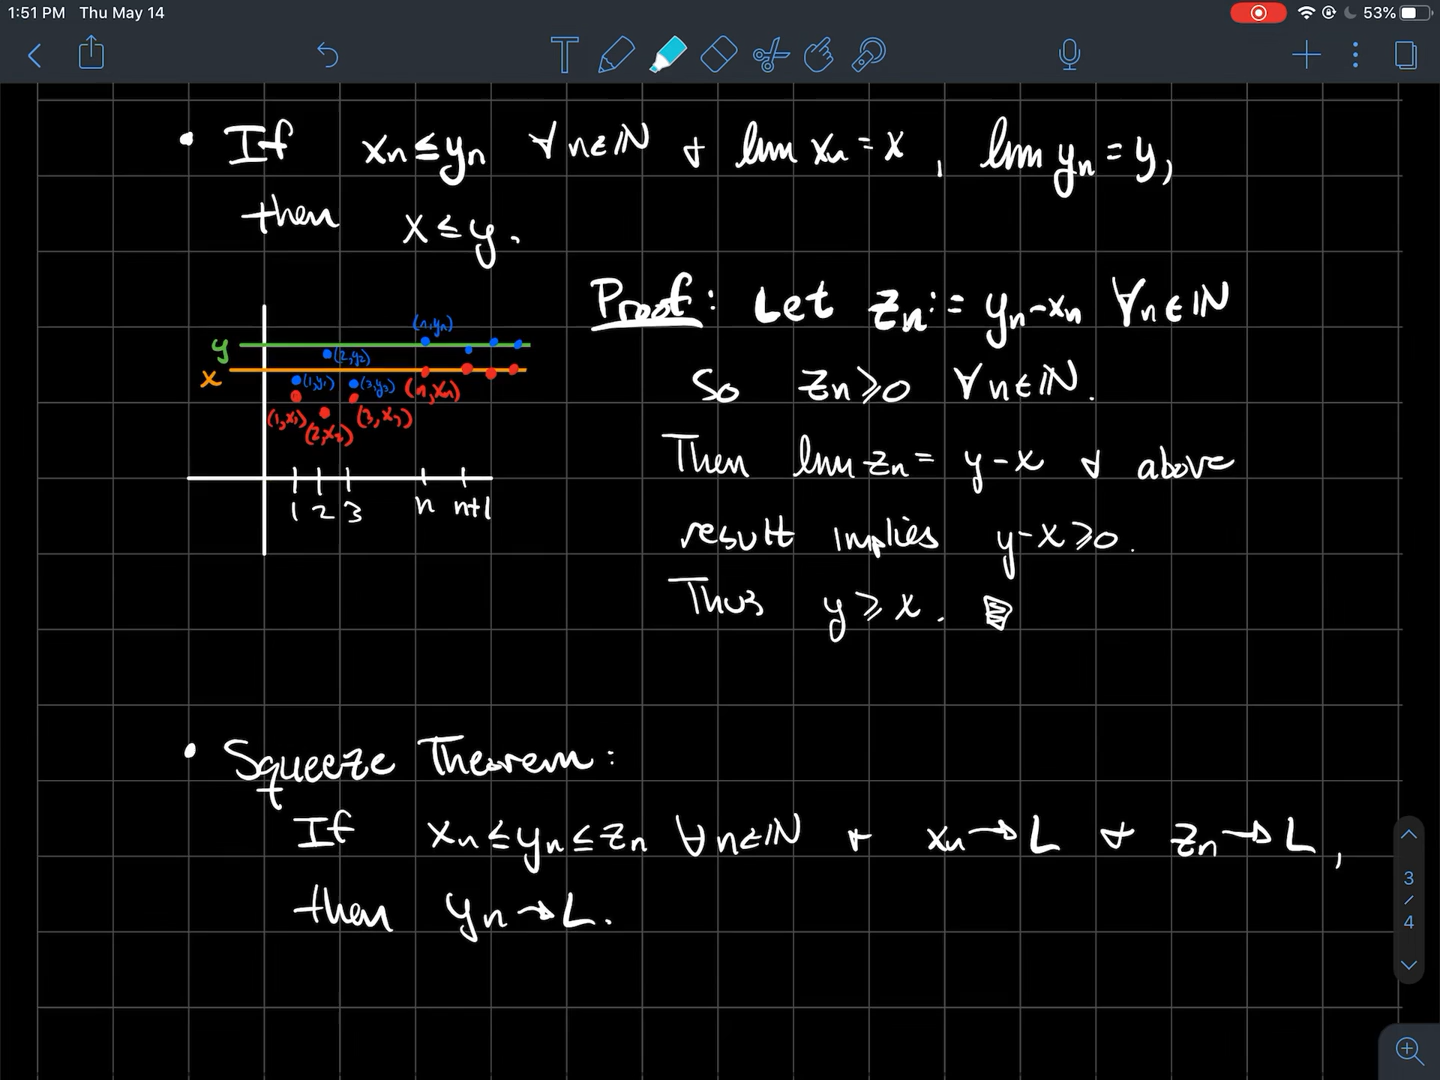 1:51 PM Thu May 14
53%
• If xn ≤ yn ∀n∈ℕ & lim xn = x, lim yn = y,
then x ≤ y.
Proof: Let zn := yn-xn ∀n∈ℕ
So zn ⩾ 0 ∀n∈ℕ.
Then lim zn = y-x & above
result implies y-x ⩾ 0.
Thus y ⩾ x.
y
x
(n,yn)
(2,y2)
(1,y1)
(3,y3)
(n,xn)
(1,x1)
(2,x2)
(3,x3)
1 2 3 n n+1
• Squeeze Theorem:
If xn ≤ yn ≤ zn ∀n∈ℕ & xn → L & zn → L,
then yn → L.
3
/
4